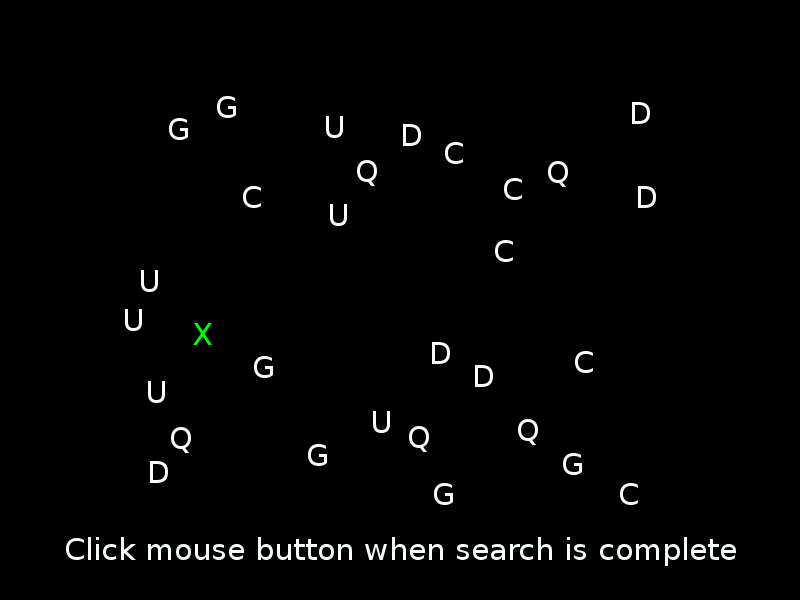 G G U D C D
Q
C U C Q D
C
U
U X
G D D C
U
Q U Q Q
D G G
G C
Click mouse button when search is complete